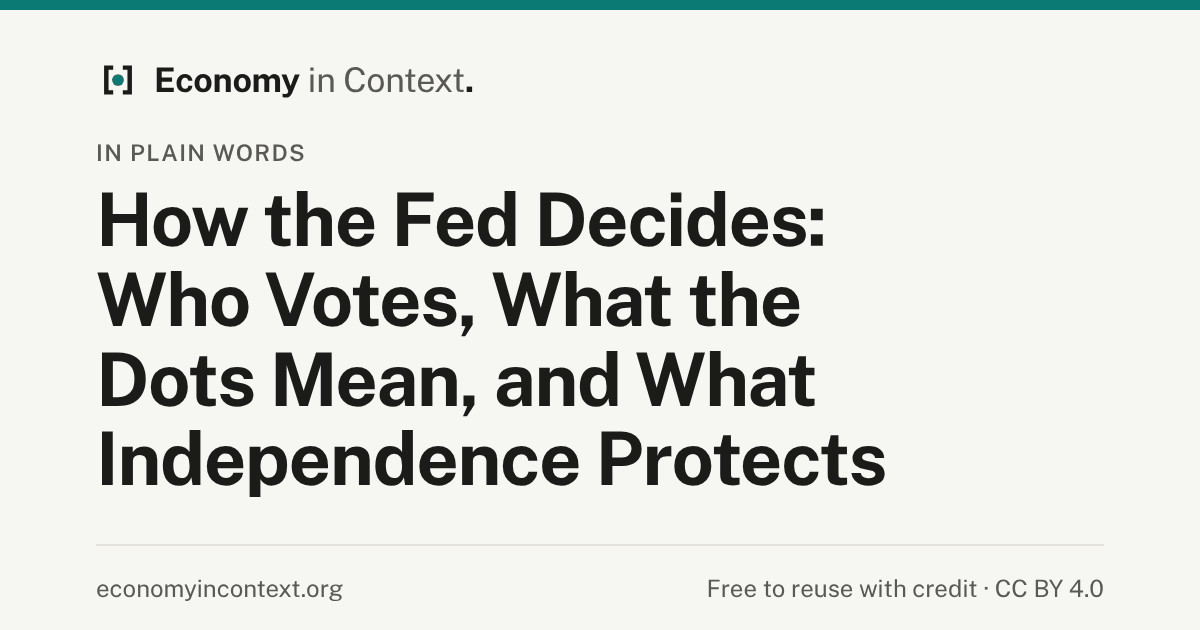 Economy in Context.
IN PLAIN WORDS
How the Fed Decides:
Who Votes, What the
Dots Mean, and What
Independence Protects
economyincontext.org
Free to reuse with credit · CC BY 4.0